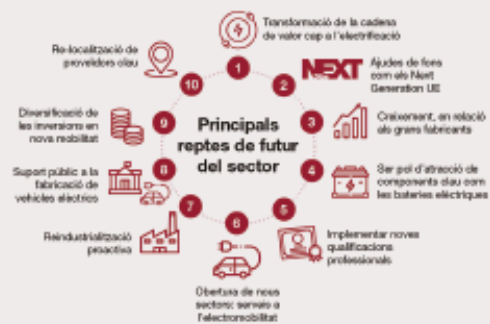 Principals
reptes de futur
del sector
1
Transformació de la cadena
de valor cap a l'electrificació
2
NEXT
Ajudes de fons
com als Next
Generation UE
3
Creixement, en relació
als grans fabricants
4
Ser pol d'atracció de
components clau com
les bateries elèctriques
5
Implementar noves
qualificacions
professionals
6
Obertura de nous
sectors: serveis a
l'electromobilitat
7
Reindustrialització
proactiva
8
Suport públic a la
fabricació de
vehicles elèctrics
9
Diversificació de
les inversions en
nova mobilitat
10
Re-localització de
proveïdors clau